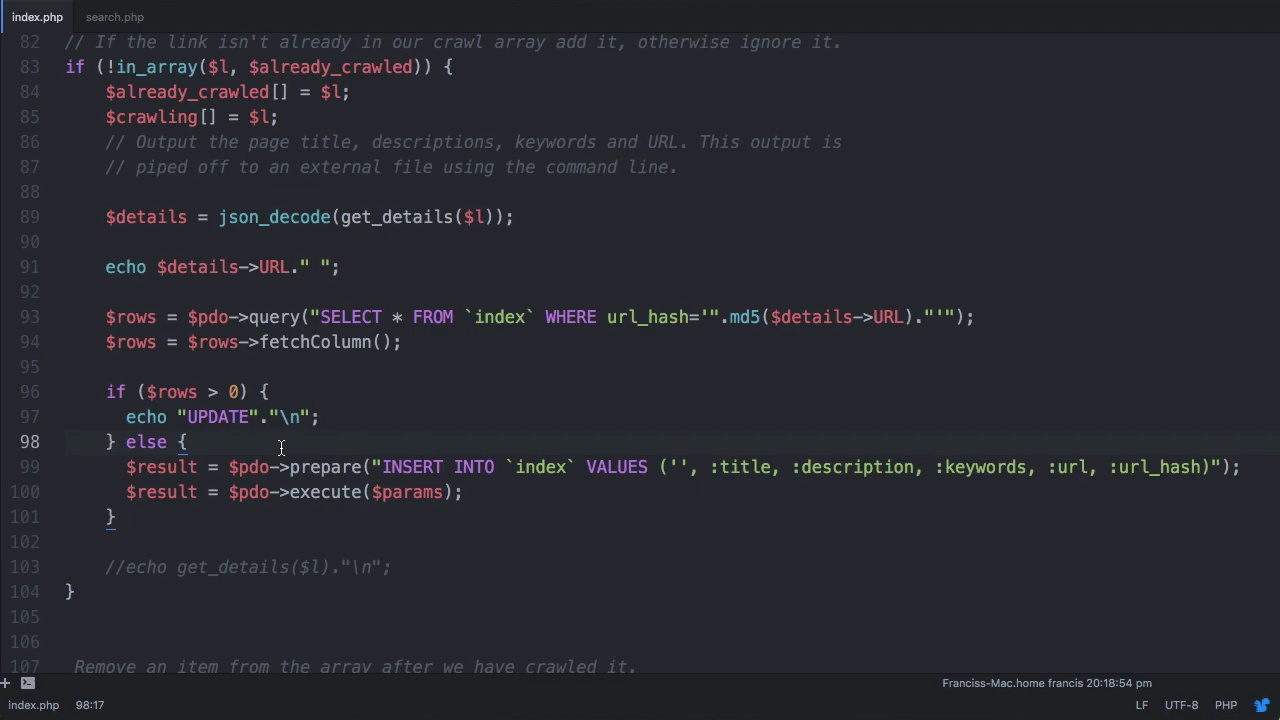 index.php search.php
82 // If the link isn't already in our crawl array add it, otherwise ignore it.
83 if (!in_array($l, $already_crawled)) {
84 $already_crawled[] = $l;
85 $crawling[] = $l;
86 // Output the page title, descriptions, keywords and URL. This output is
87 // piped off to an external file using the command line.
88
89 $details = json_decode(get_details($l));
90
91 echo $details->URL." ";
92
93 $rows = $pdo->query("SELECT * FROM `index` WHERE url_hash='".md5($details->URL)."'");
94 $rows = $rows->fetchColumn();
95
96 if ($rows > 0) {
97 echo "UPDATE"."\n";
98 } else {
99 $result = $pdo->prepare("INSERT INTO `index` VALUES ('', :title, :description, :keywords, :url, :url_hash)");
100 $result = $pdo->execute($params);
101 }
102
103 //echo get_details($l)."\n";
104 }
105
106
107 Remove an item from the array after we have crawled it.
Franciss-Mac.home francis 20:18:54 pm
index.php 98:17 LF UTF-8 PHP